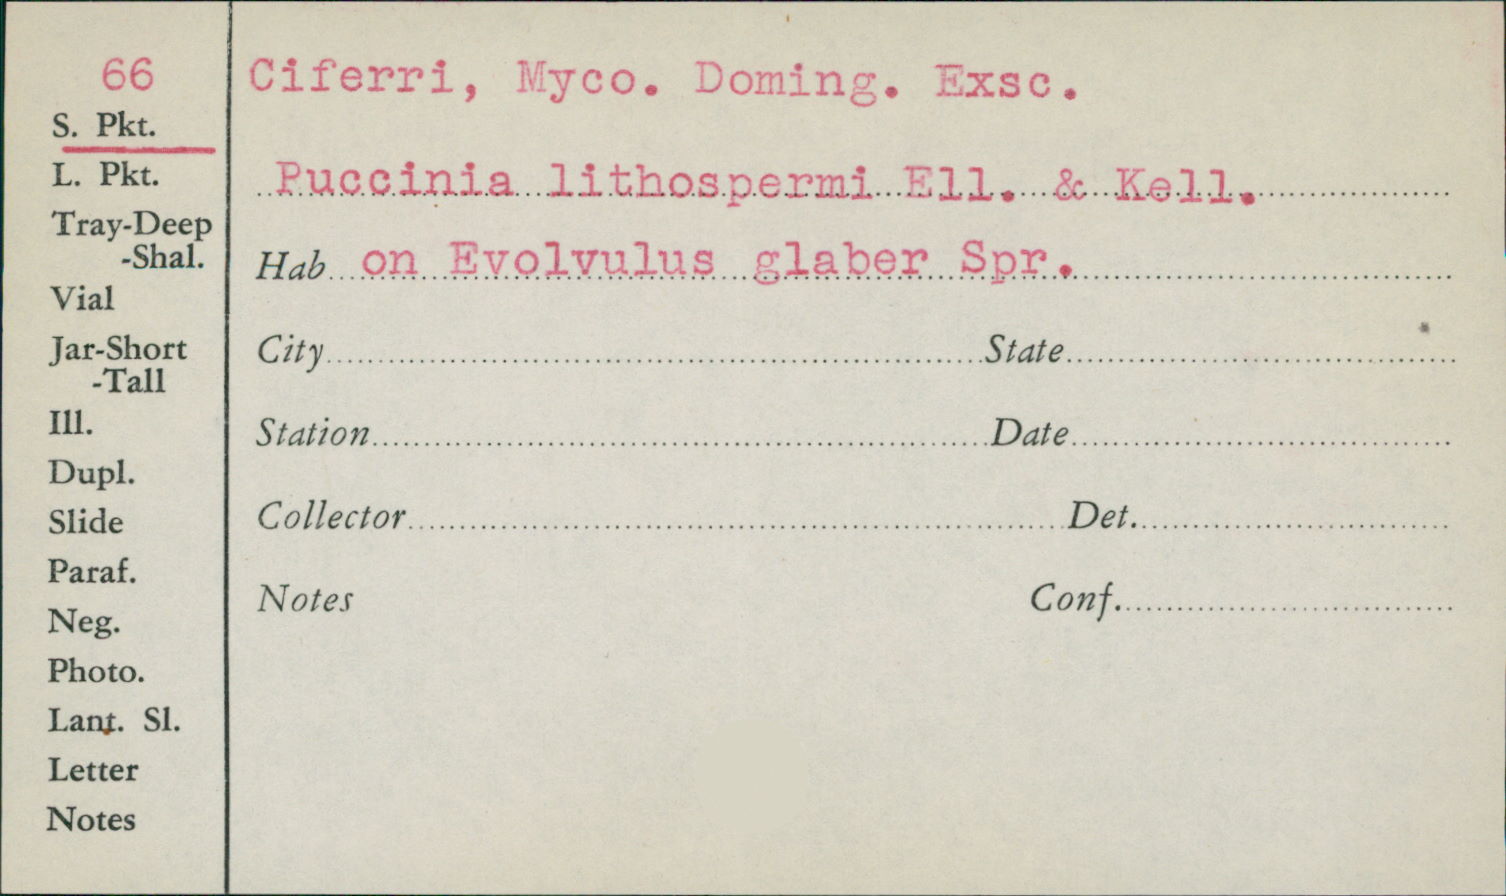 66
S. Pkt.
L. Pkt.
Tray-Deep
-Shal.
Vial
Jar-Short
-Tall
Ill.
Dupl.
Slide
Paraf.
Neg.
Photo.
Lant. Sl.
Letter
Notes
Ciferri, Myco. Doming. Exsc.
Puccinia lithospermi Ell. & Kell.
Hab on Evolvulus glaber Spr.
City State
Station Date
Collector Det.
Notes Conf.